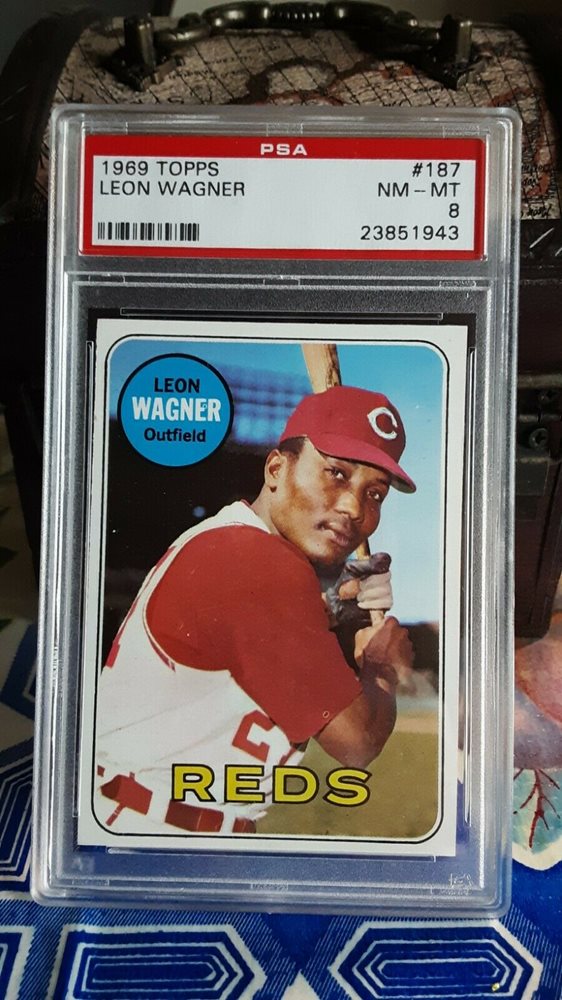 PSA
1969 TOPPS #187
LEON WAGNER NM - MT
8
23851943
LEON
WAGNER
Outfield
C
REDS